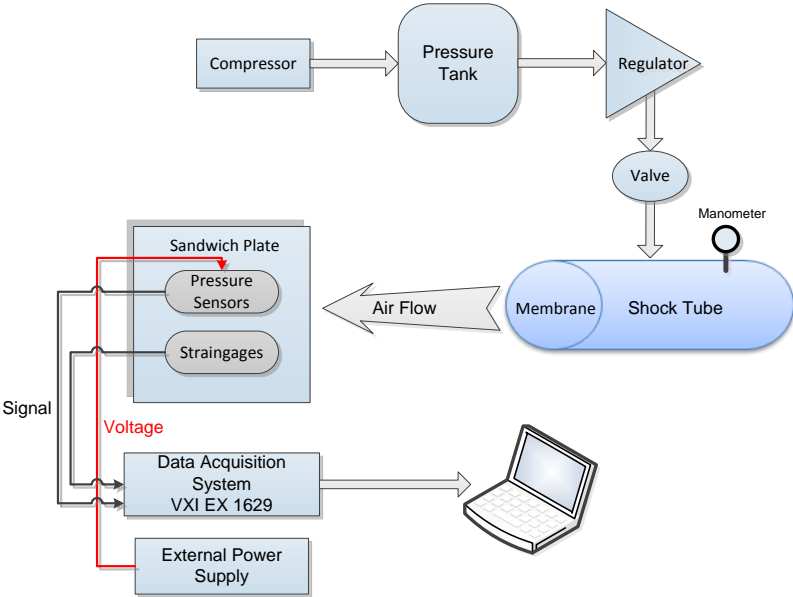 Compressor
Pressure
Tank
Regulator
Valve
Manometer
Sandwich Plate
Pressure
Sensors
Air Flow
Membrane
Shock Tube
Straingages
Signal
Voltage
Data Acquisition
System
VXI EX 1629
External Power
Supply